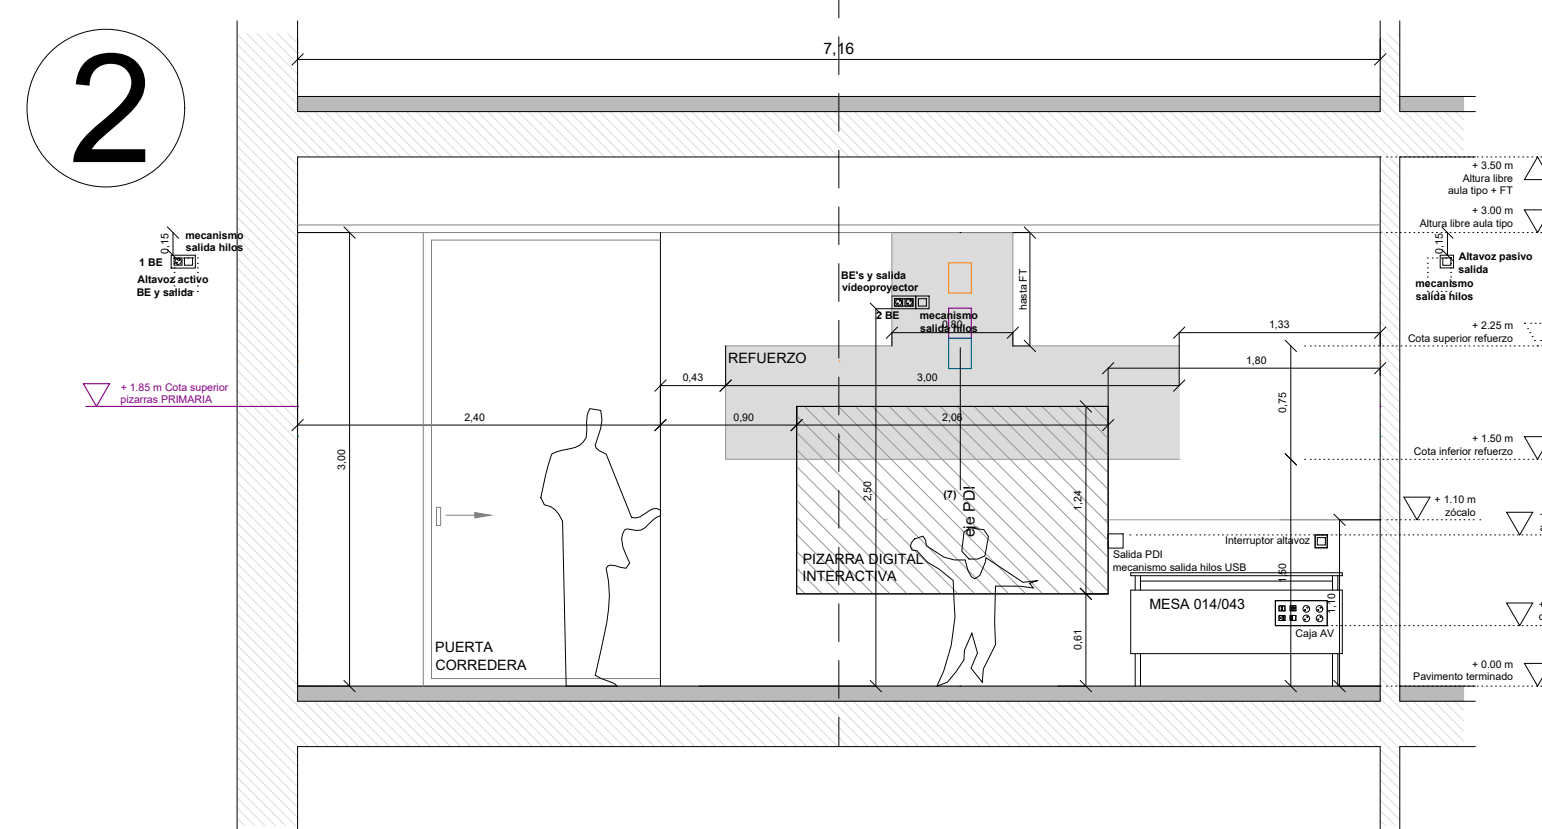 2
7,16
+ 3.50 m
Altura libre
aula tipo + FT
+ 3.00 m
Altura libre aula tipo
0,15
mecanismo
salida hilos
1 BE
Altavoz activo
BE y salida
0,15
Altavoz pasivo
salida
mecanismo
salida hilos
BE's y salida
vídeoproyector
2 BE
mecanismo
salida hilos
0,80
hasta FT
+ 2.25 m
Cota superior refuerzo
1,33
1,80
REFUERZO
0,43
3,00
0,75
+ 1.85 m Cota superior
pizarras PRIMARIA
2,40
0,90
2,06
3,00
2,50
1,24
+ 1.50 m
Cota inferior refuerzo
(7)
eje PDI
+ 1.10 m
zócalo
PIZARRA DIGITAL
INTERACTIVA
Salida PDI
mecanismo salida hilos USB
Interruptor altavoz
1,50
1,10
MESA 014/043
Caja AV
0,61
PUERTA
CORREDERA
+ 0.00 m
Pavimento terminado